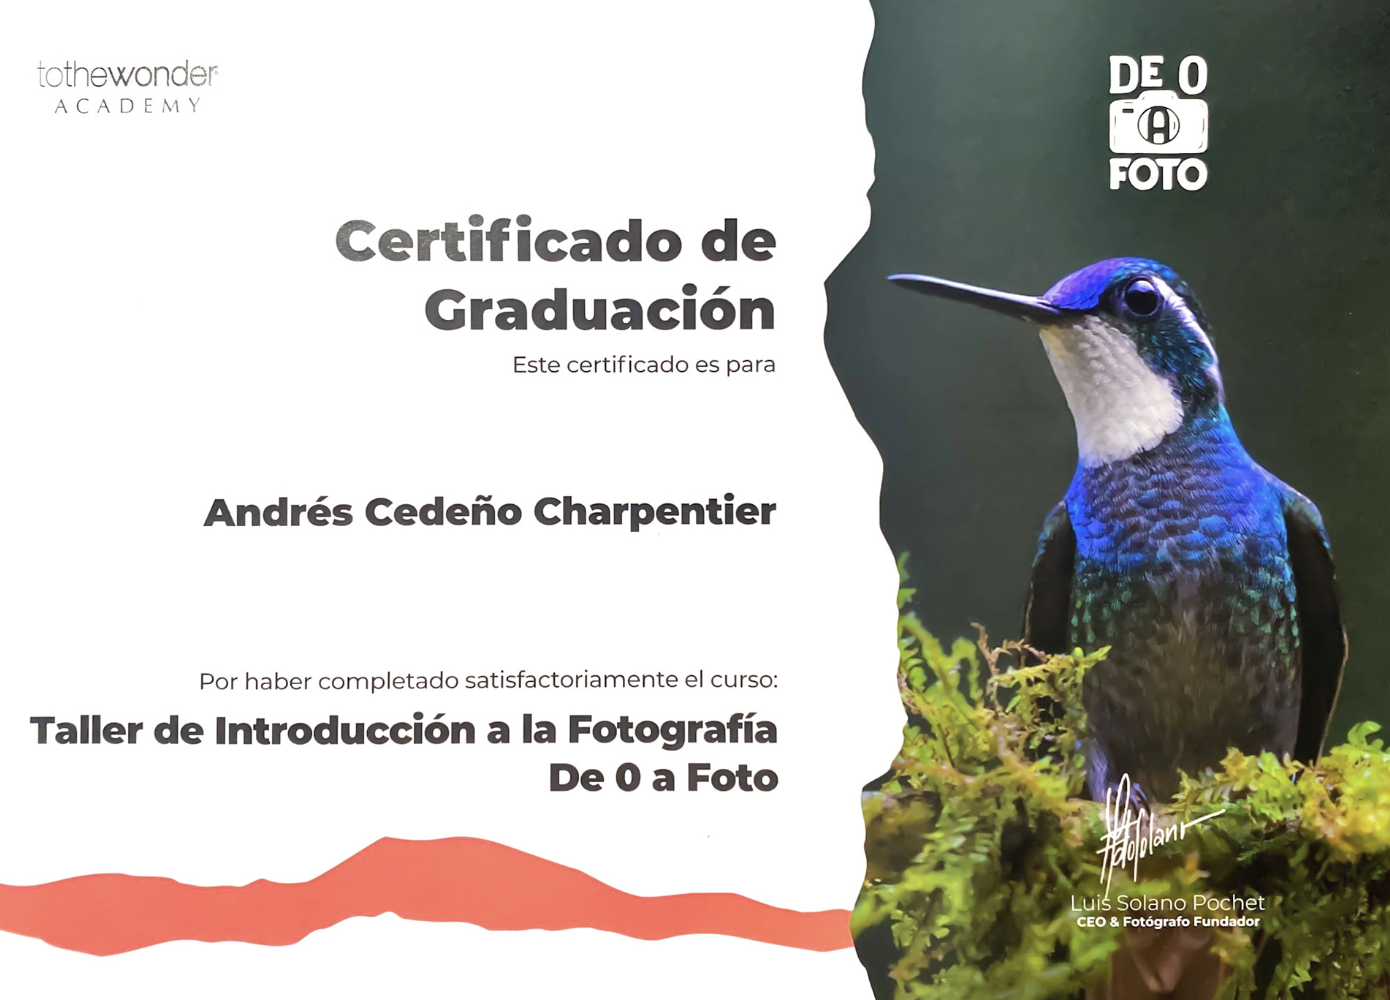 tothewonder
ACADEMY
DE 0
A
FOTO
Certificado de
Graduación
Este certificado es para
Andrés Cedeño Charpentier
Por haber completado satisfactoriamente el curso:
Taller de Introducción a la Fotografía
De 0 a Foto
Luis Solano Pochet
CEO & Fotógrafo Fundador